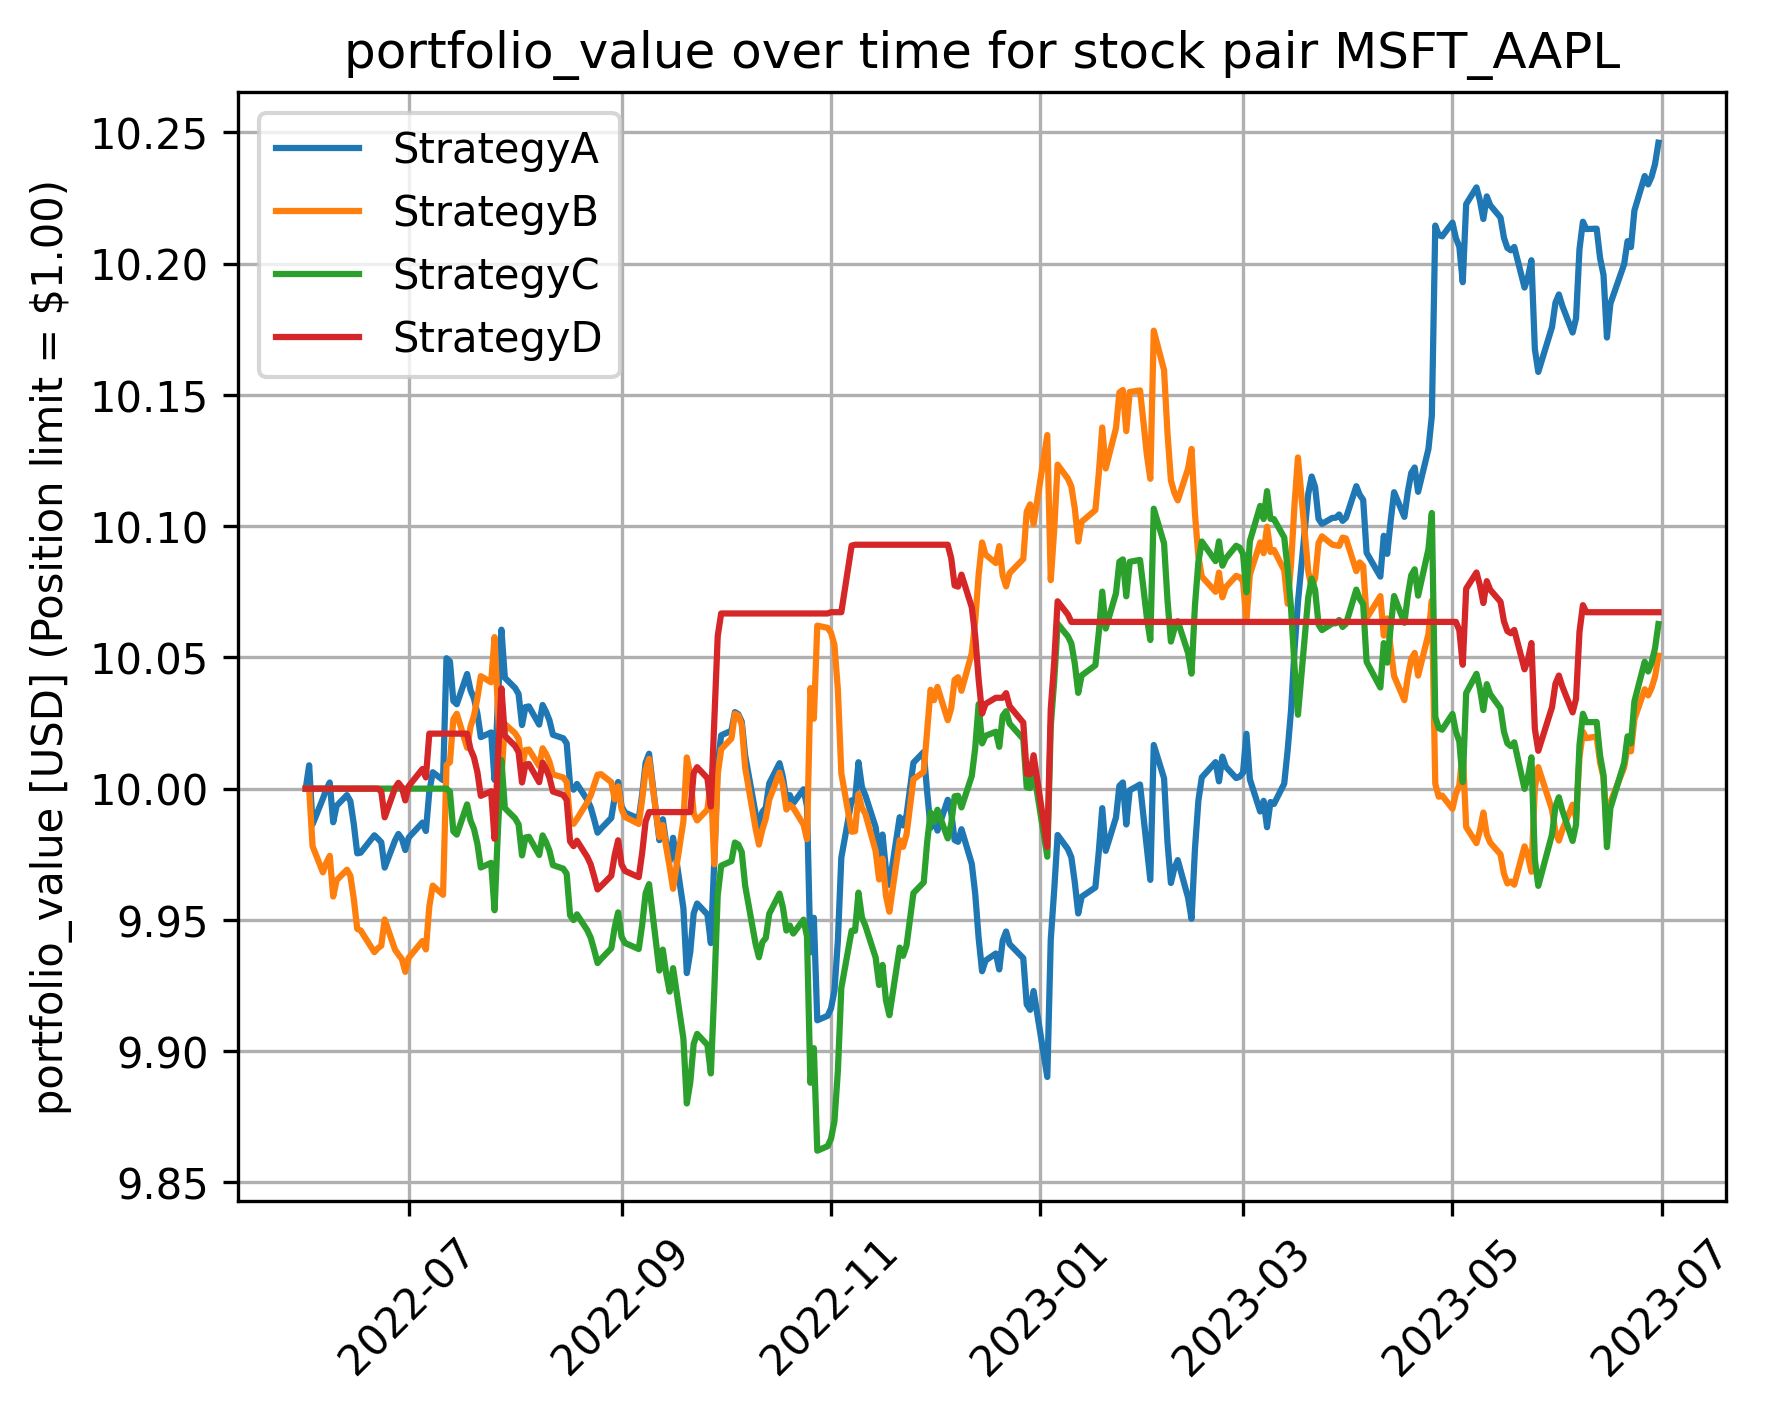 portfolio_value over time for stock pair MSFT_AAPL
portfolio_value [USD] (Position limit = $1.00)
10.25
10.20
10.15
10.10
10.05
10.00
9.95
9.90
9.85
StrategyA
StrategyB
StrategyC
StrategyD
2022-07
2022-09
2022-11
2023-01
2023-03
2023-05
2023-07